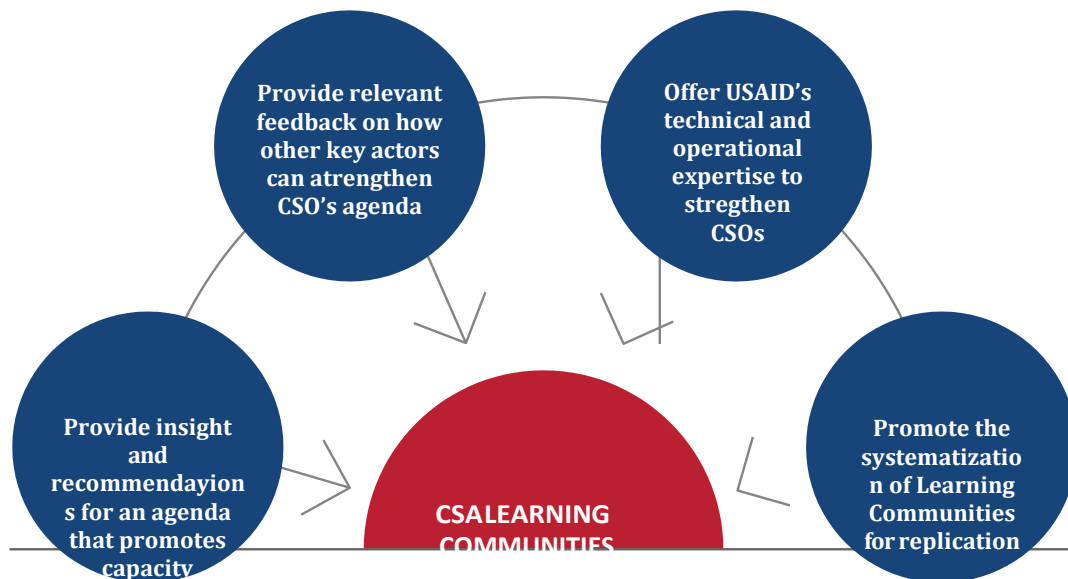 Provide relevant
feedback on how
other key actors
can atrengthen
CSO’s agenda
Offer USAID’s
technical and
operational
expertise to
stregthen
CSOs
Provide insight
and
recommendayion
s for an agenda
that promotes
capacity
CSALEARNING
COMMUNITIES
Promote the
systematizatio
n of Learning
Communities
for replication